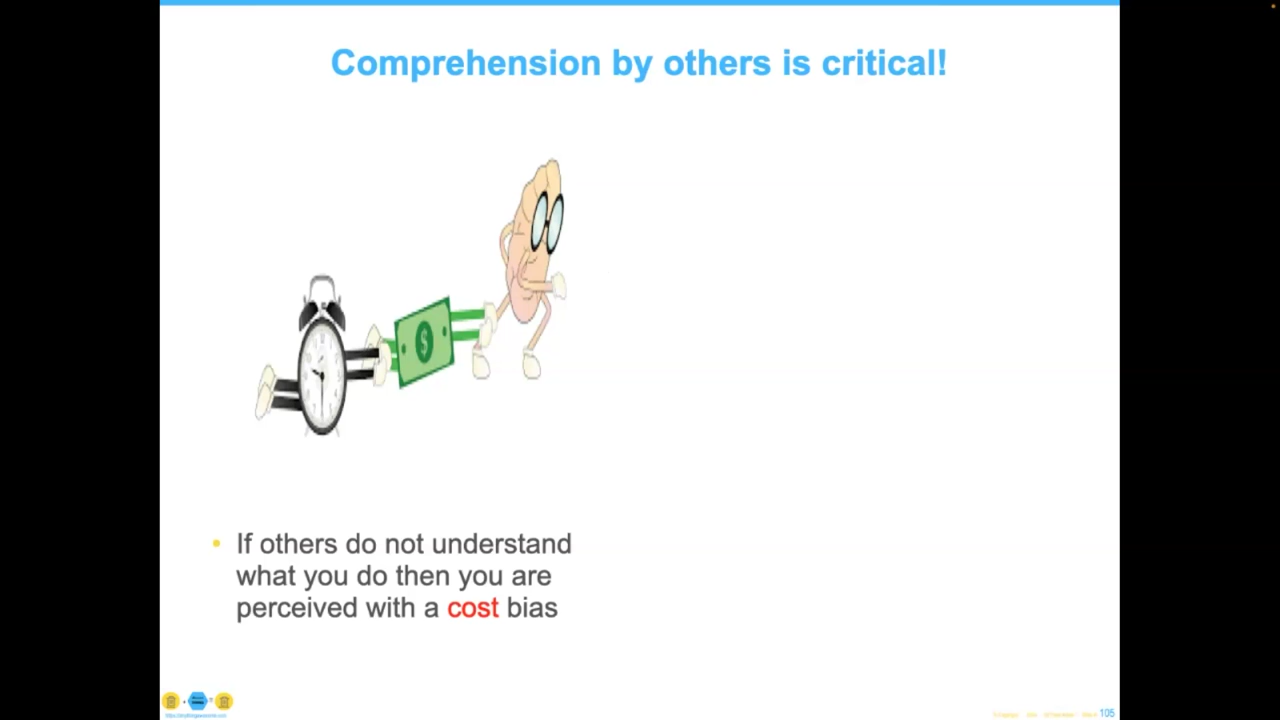 Comprehension by others is critical!
$
• If others do not understand
what you do then you are
perceived with a cost bias
105